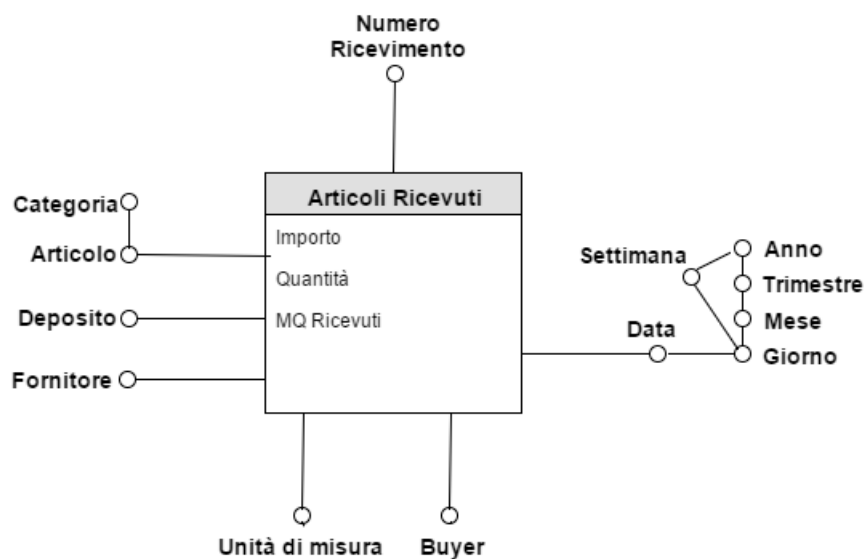 Numero
Ricevimento
Articoli Ricevuti
Importo
Quantità
MQ Ricevuti
Categoria
Articolo
Deposito
Fornitore
Settimana
Anno
Trimestre
Mese
Data
Giorno
Unità di misura
Buyer